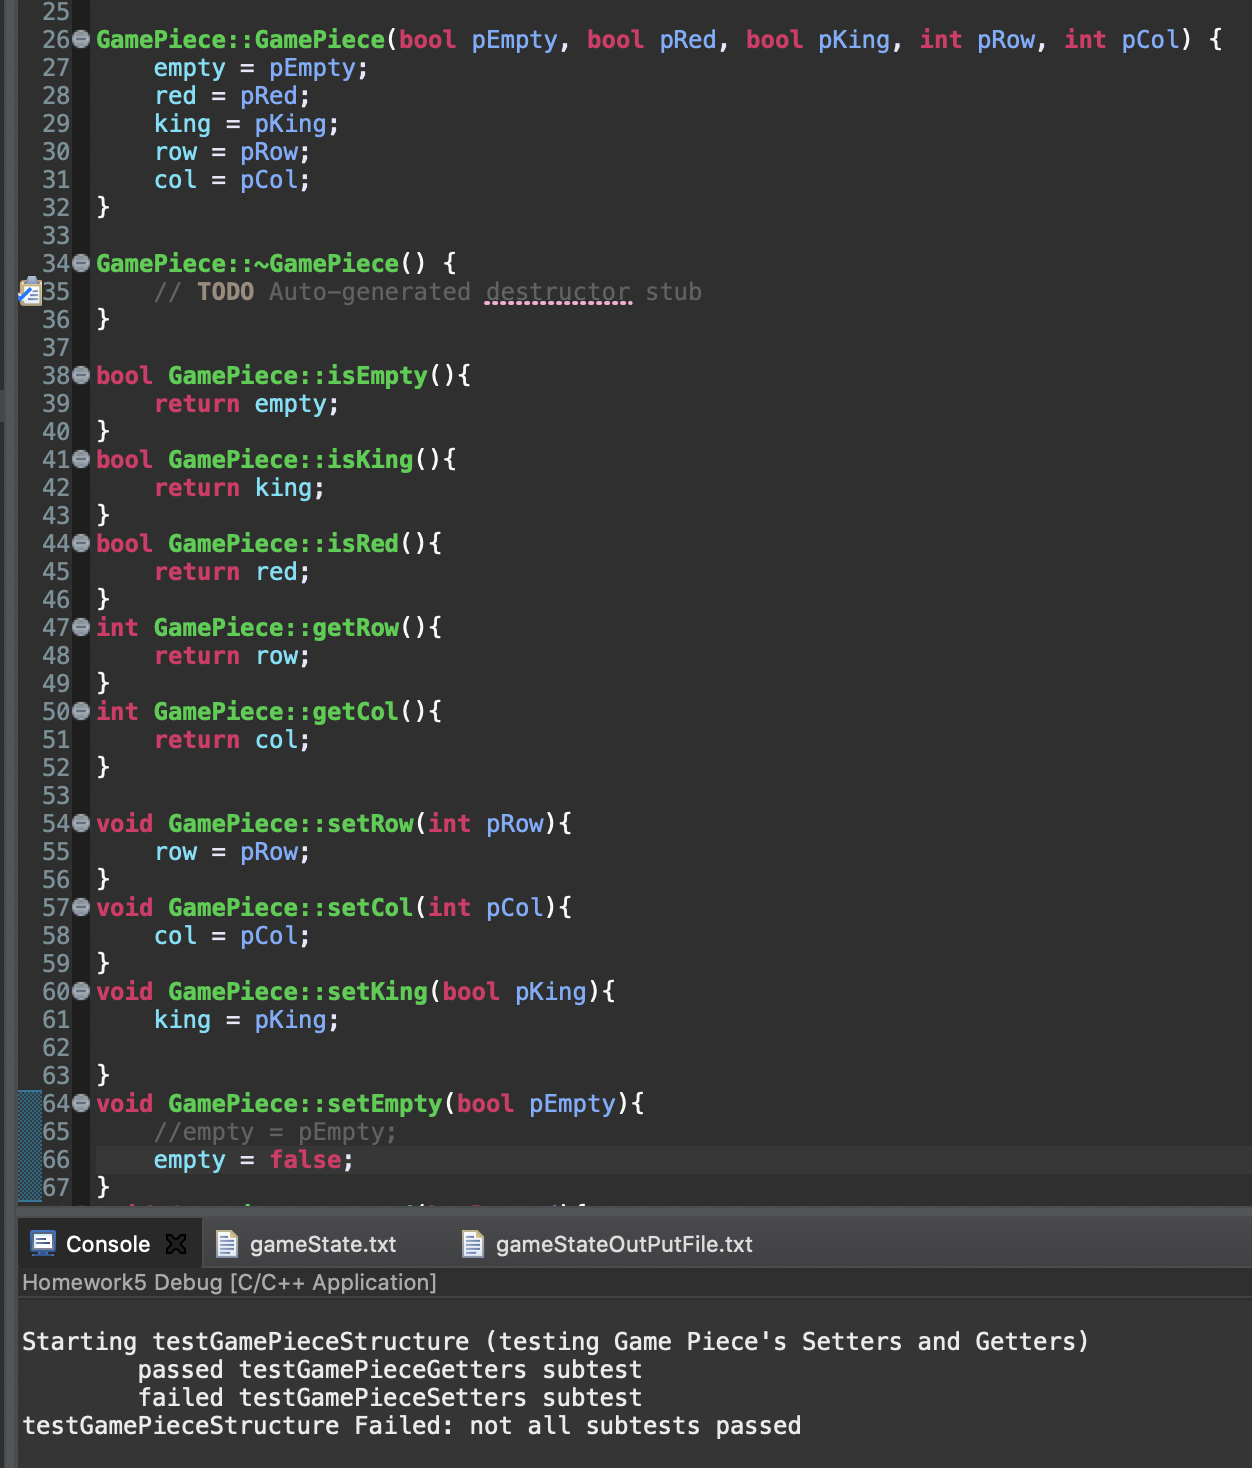 25
26 GamePiece::GamePiece(bool pEmpty, bool pRed, bool pKing, int pRow, int pCol) {
27     empty = pEmpty;
28     red = pRed;
29     king = pKing;
30     row = pRow;
31     col = pCol;
32 }
33
34 GamePiece::~GamePiece() {
35     // TODO Auto-generated destructor stub
36 }
37
38 bool GamePiece::isEmpty(){
39     return empty;
40 }
41 bool GamePiece::isKing(){
42     return king;
43 }
44 bool GamePiece::isRed(){
45     return red;
46 }
47 int GamePiece::getRow(){
48     return row;
49 }
50 int GamePiece::getCol(){
51     return col;
52 }
53
54 void GamePiece::setRow(int pRow){
55     row = pRow;
56 }
57 void GamePiece::setCol(int pCol){
58     col = pCol;
59 }
60 void GamePiece::setKing(bool pKing){
61     king = pKing;
62
63 }
64 void GamePiece::setEmpty(bool pEmpty){
65     //empty = pEmpty;
66     empty = false;
67 }
Console gameState.txt gameStateOutPutFile.txt
Homework5 Debug [C/C++ Application]
Starting testGamePieceStructure (testing Game Piece's Setters and Getters)
        passed testGamePieceGetters subtest
        failed testGamePieceSetters subtest
testGamePieceStructure Failed: not all subtests passed